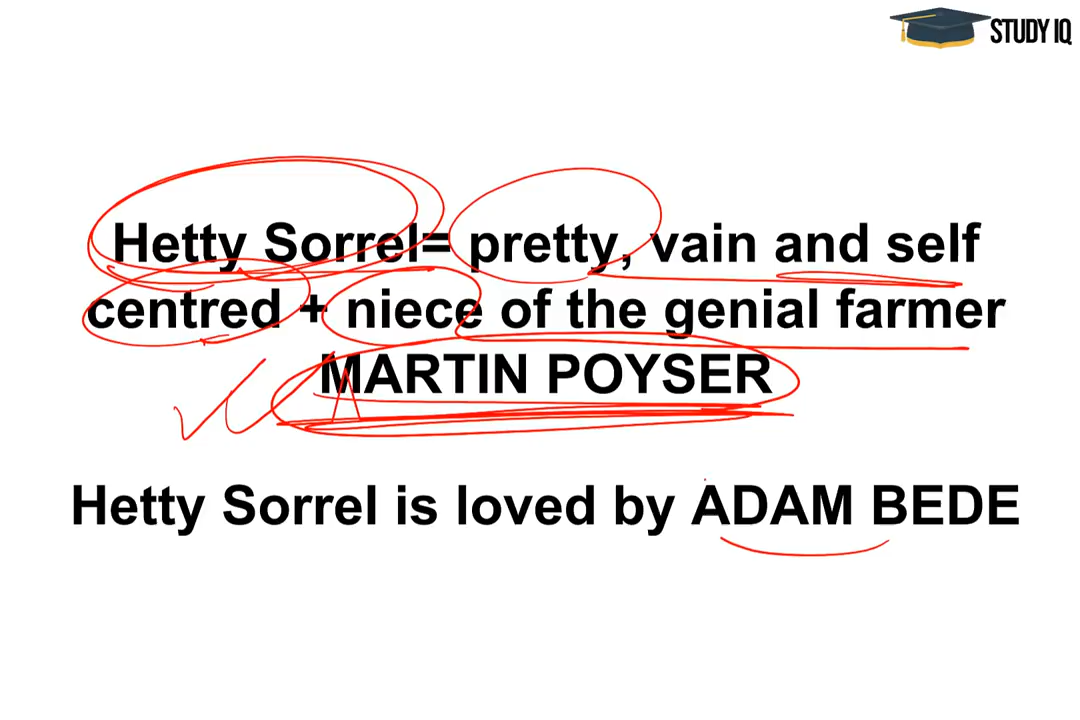 STUDY IQ
Hetty Sorrel= pretty, vain and self
centred + niece of the genial farmer
MARTIN POYSER
Hetty Sorrel is loved by ADAM BEDE